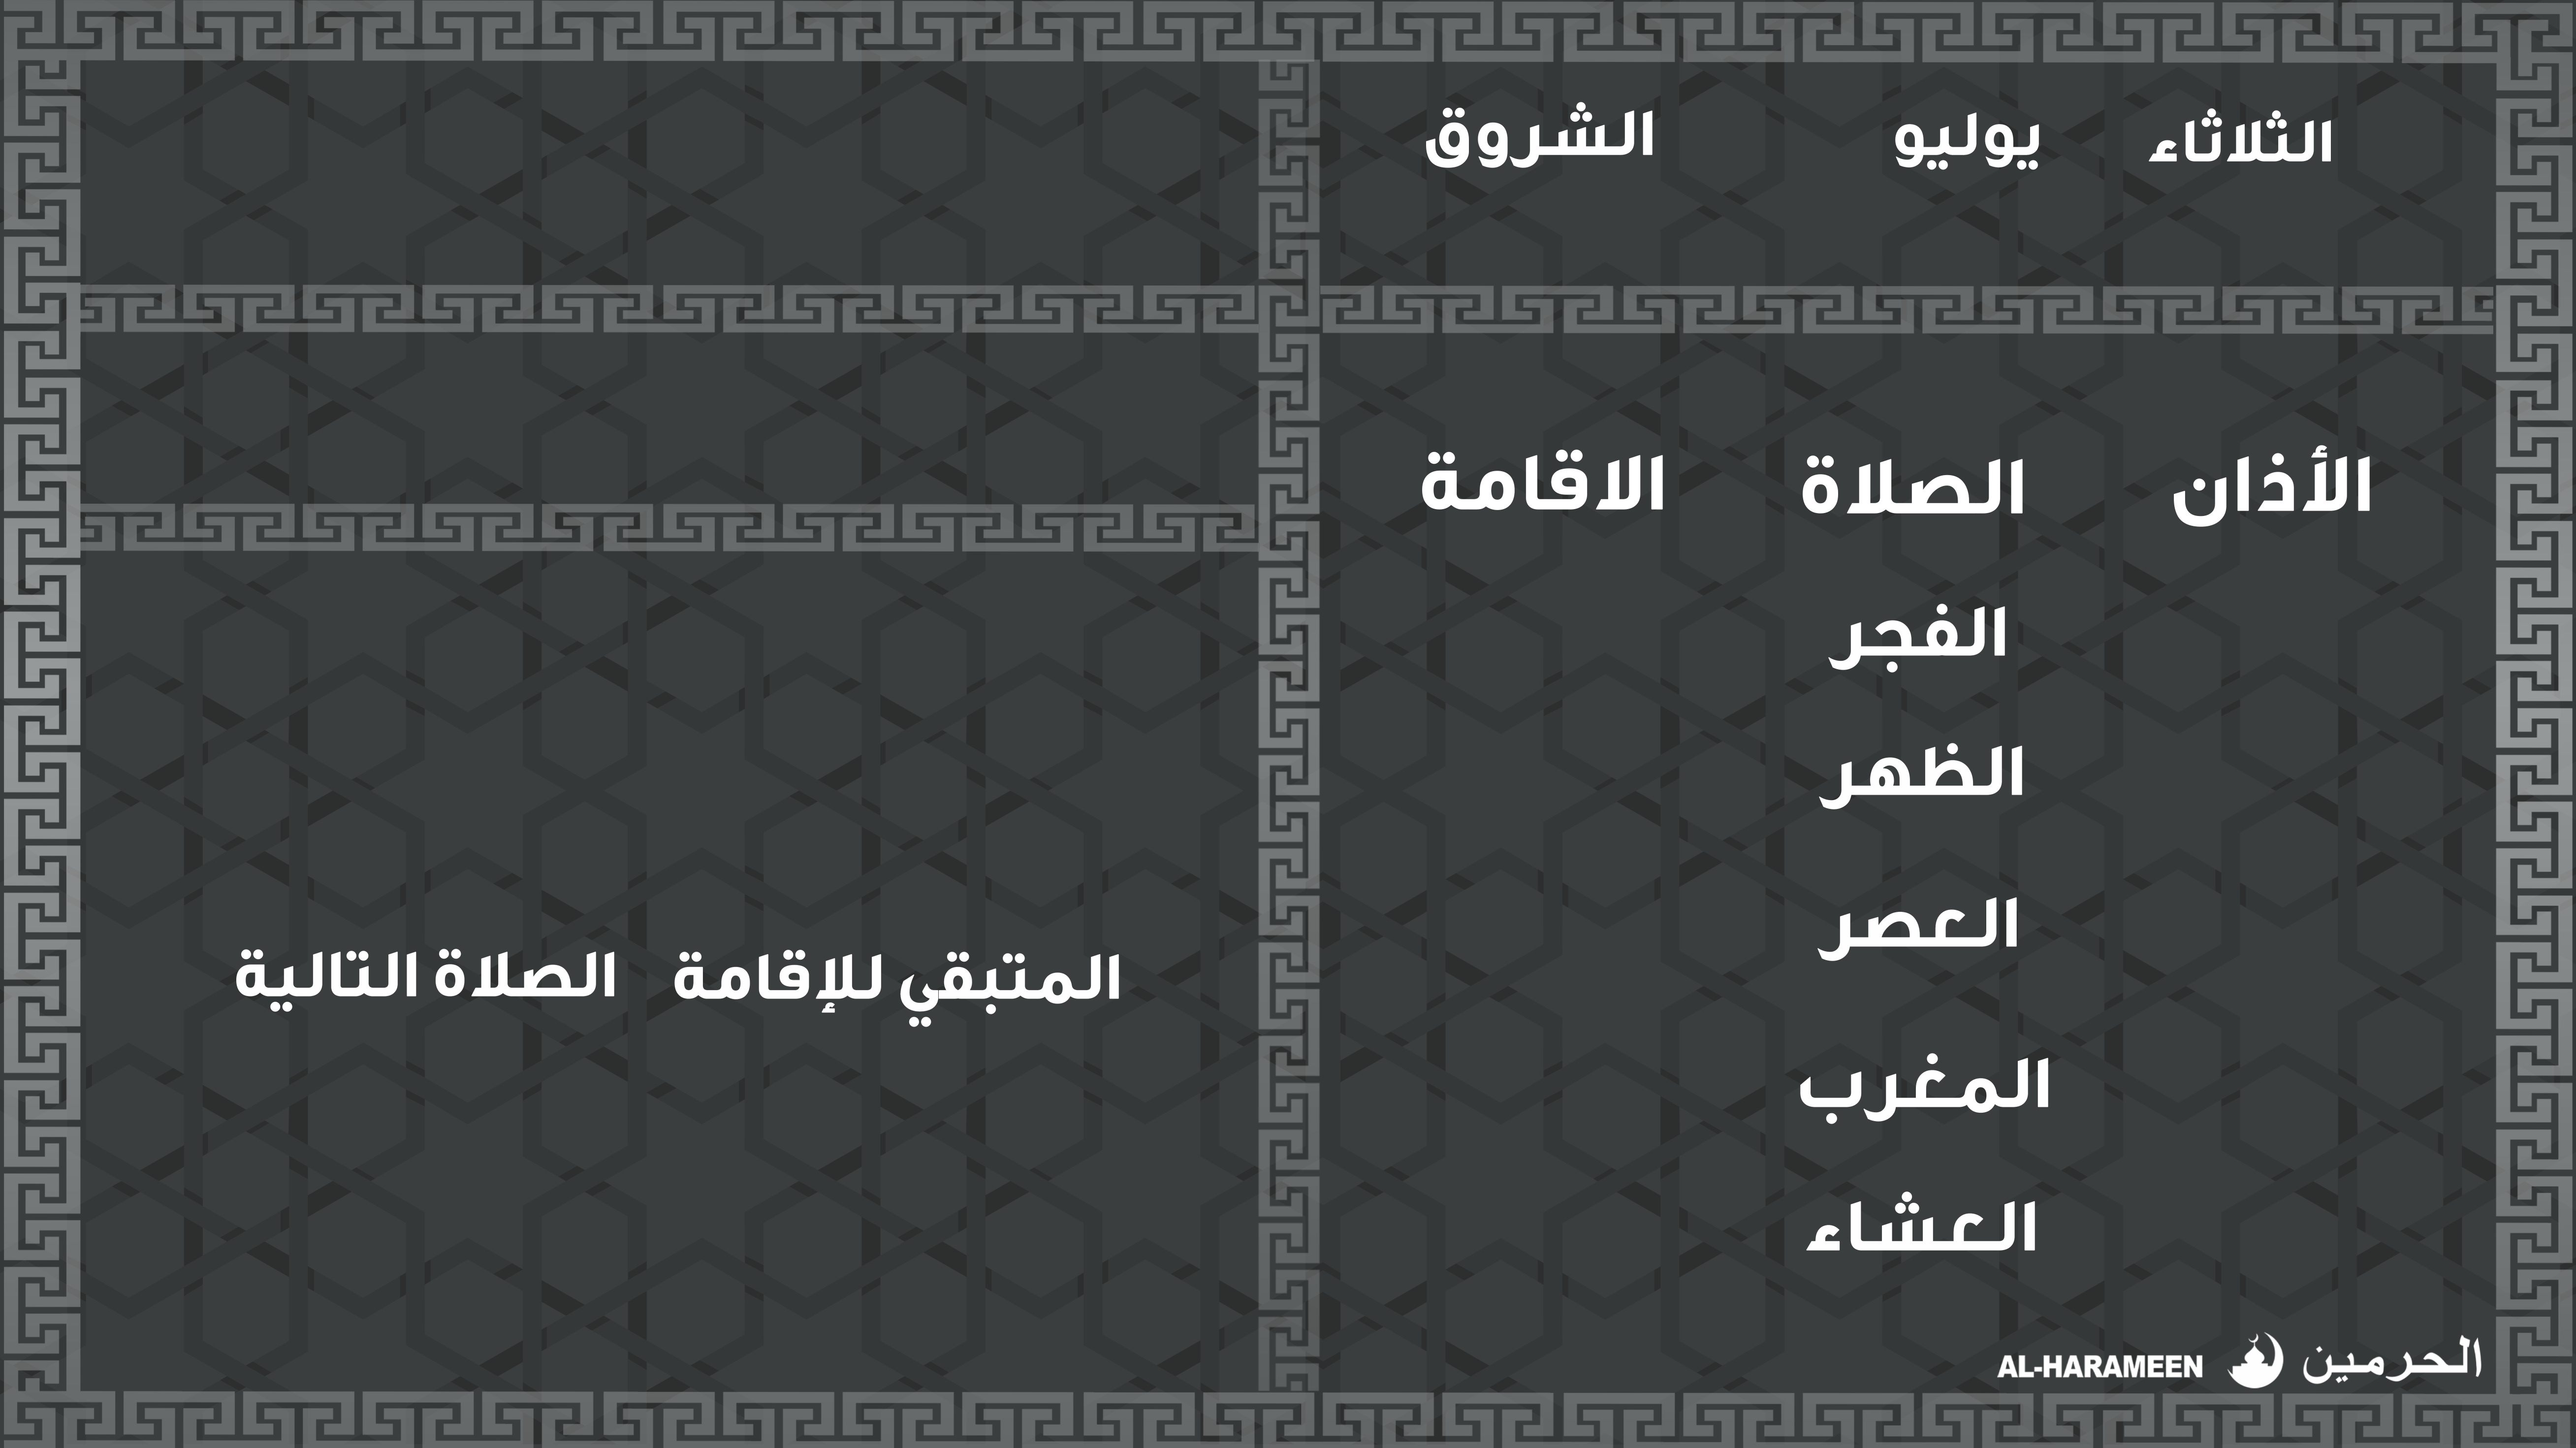 الثلاثاء يوليو الشروق
الأذان الصلاة الاقامة
الفجر
الظهر
العصر
المغرب
العشاء
المتبقي للإقامة الصلاة التالية
الحرمين AL-HARAMEEN